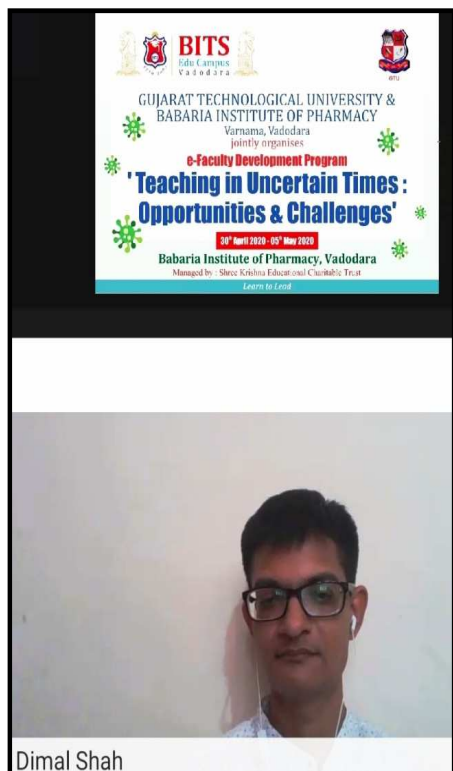 BITS
Edu Campus
Vadodara
GTU
GUJARAT TECHNOLOGICAL UNIVERSITY &
BABARIA INSTITUTE OF PHARMACY
Varnama, Vadodara
jointly organises
e-Faculty Development Program
'Teaching in Uncertain Times :
Opportunities & Challenges'
30th April 2020 - 05th May 2020
Babaria Institute of Pharmacy, Vadodara
Managed by : Shree Krishna Educational Charitable Trust
Learn to Lead
Dimal Shah